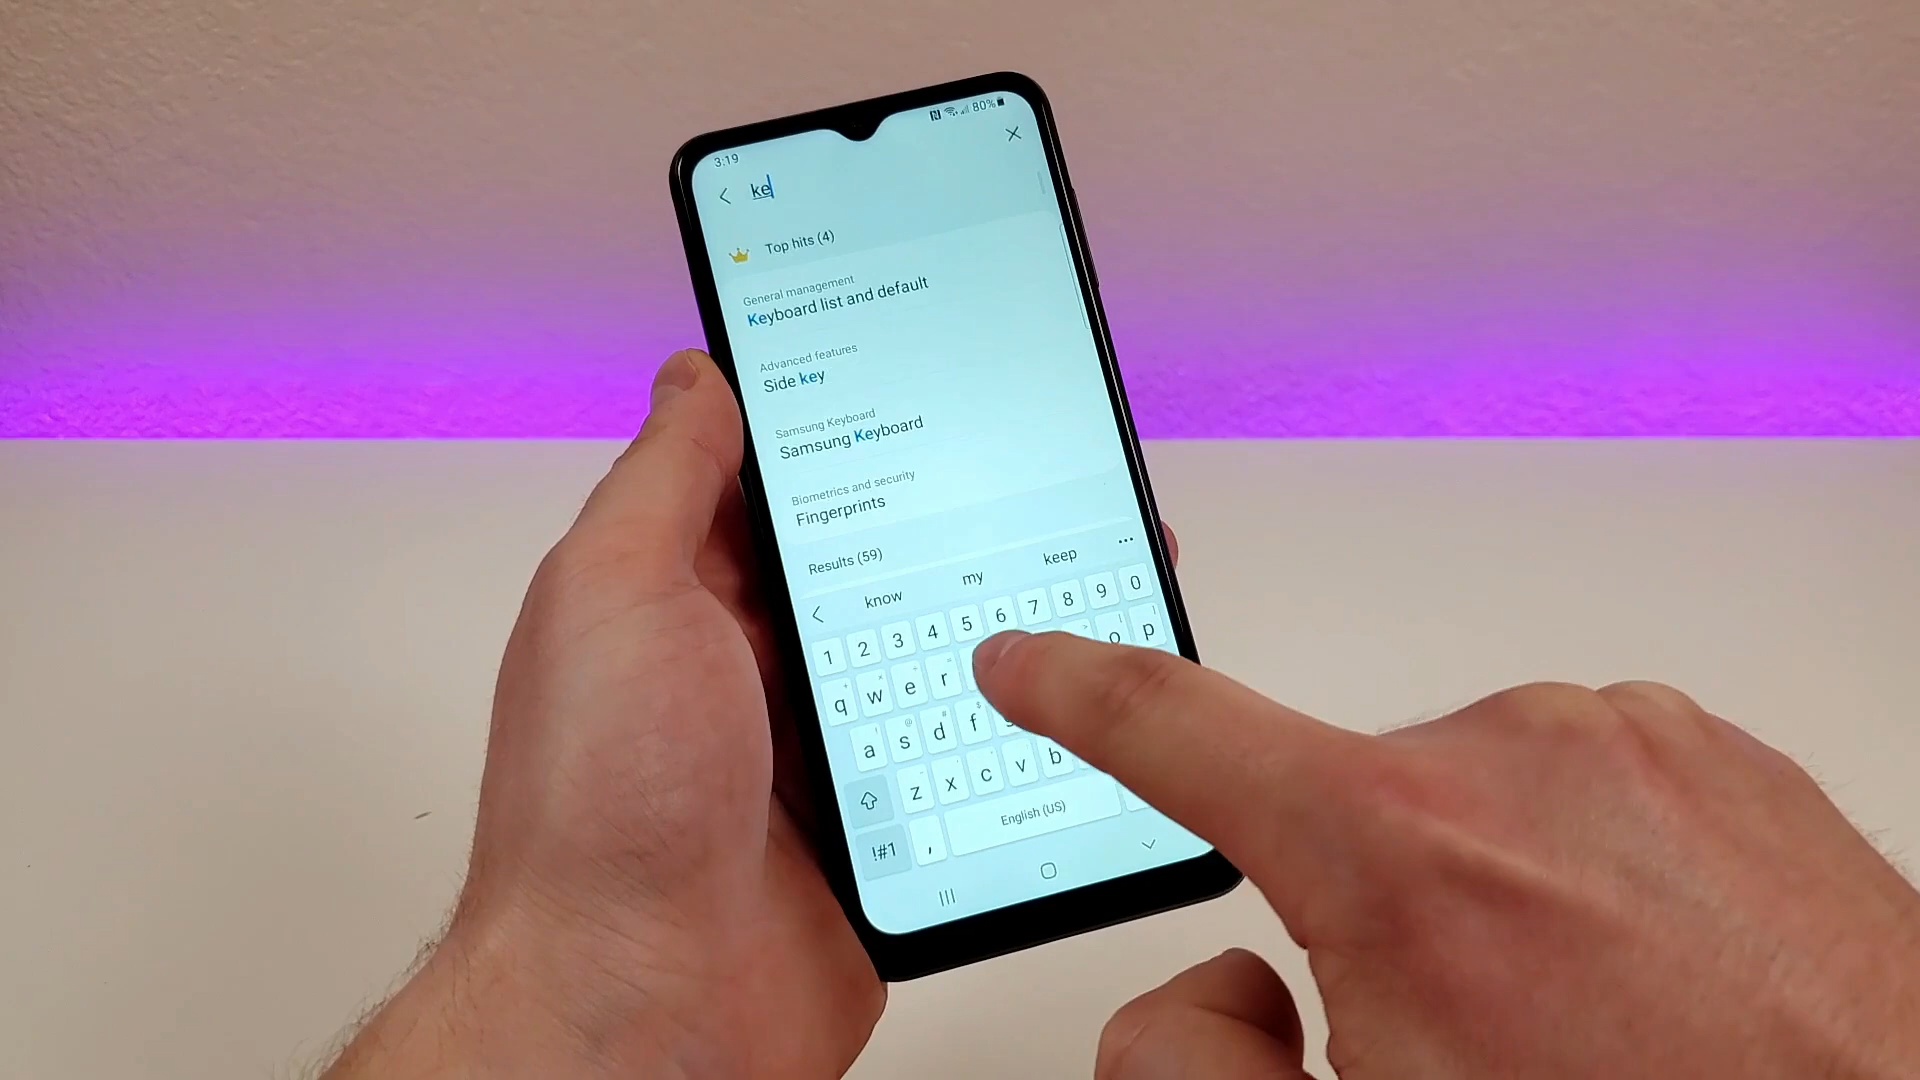 3:19
80%
ke
Top hits (4)
General management
Keyboard list and default
Advanced features
Side key
Samsung Keyboard
Samsung Keyboard
Biometrics and security
Fingerprints
Results (59)
know my keep
1 2 3 4 5 6 7 8 9 0
q w e r o p
a s d f
z x c v b
!#1 , English (US)